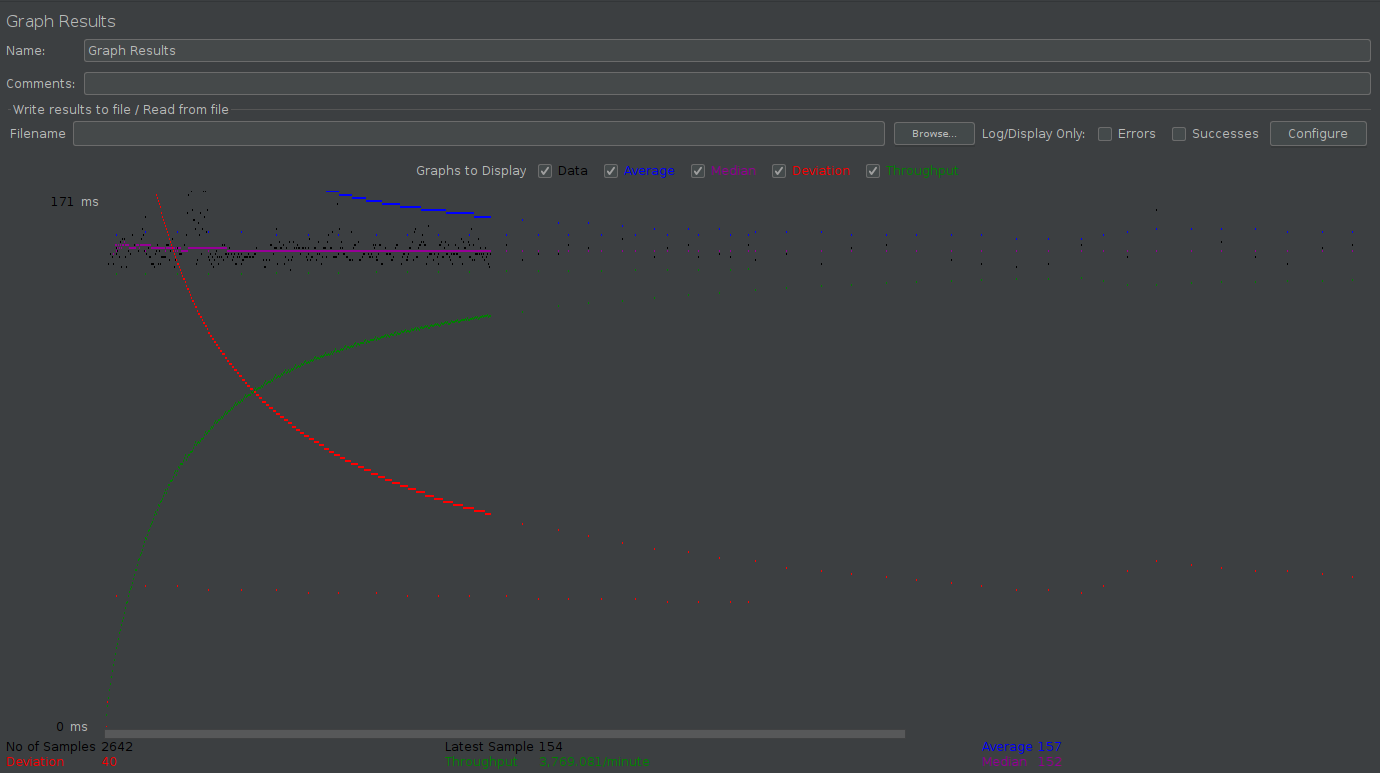 Graph Results
Name: Graph Results
Comments:
Write results to file / Read from file
Filename Browse... Log/Display Only: Errors Successes Configure
Graphs to Display Data Average Median Deviation Throughput
171 ms
0 ms
No of Samples 2642 Latest Sample 154 Average 157
Deviation 40 Throughput 3,769.081/minute Median